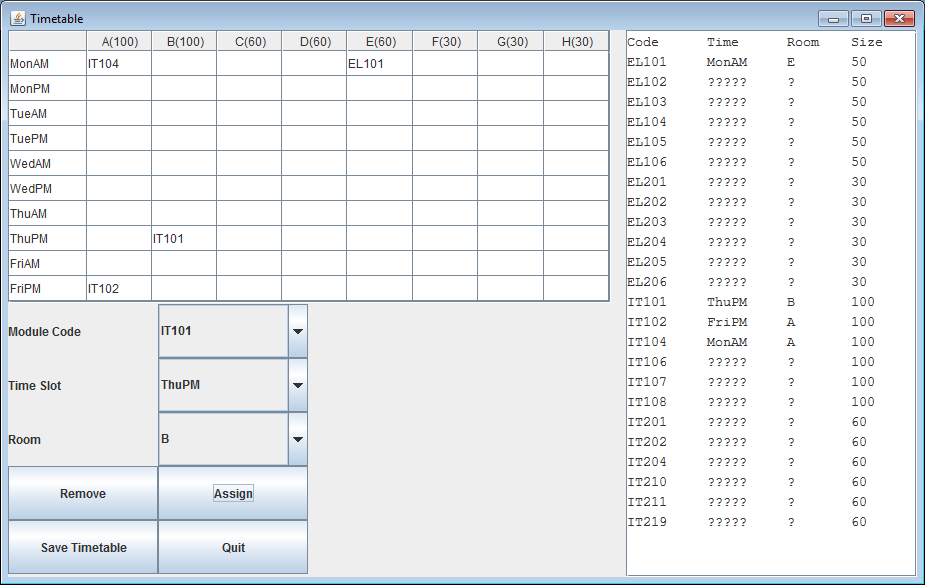 Timetable
A(100) B(100) C(60) D(60) E(60) F(30) G(30) H(30)
MonAM IT104 EL101
MonPM
TueAM
TuePM
WedAM
WedPM
ThuAM
ThuPM IT101
FriAM
FriPM IT102
Module Code IT101
Time Slot ThuPM
Room B
Remove Assign
Save Timetable Quit
Code Time Room Size
EL101 MonAM E 50
EL102 ????? ? 50
EL103 ????? ? 50
EL104 ????? ? 50
EL105 ????? ? 50
EL106 ????? ? 50
EL201 ????? ? 30
EL202 ????? ? 30
EL203 ????? ? 30
EL204 ????? ? 30
EL205 ????? ? 30
EL206 ????? ? 30
IT101 ThuPM B 100
IT102 FriPM A 100
IT104 MonAM A 100
IT106 ????? ? 100
IT107 ????? ? 100
IT108 ????? ? 100
IT201 ????? ? 60
IT202 ????? ? 60
IT204 ????? ? 60
IT210 ????? ? 60
IT211 ????? ? 60
IT219 ????? ? 60